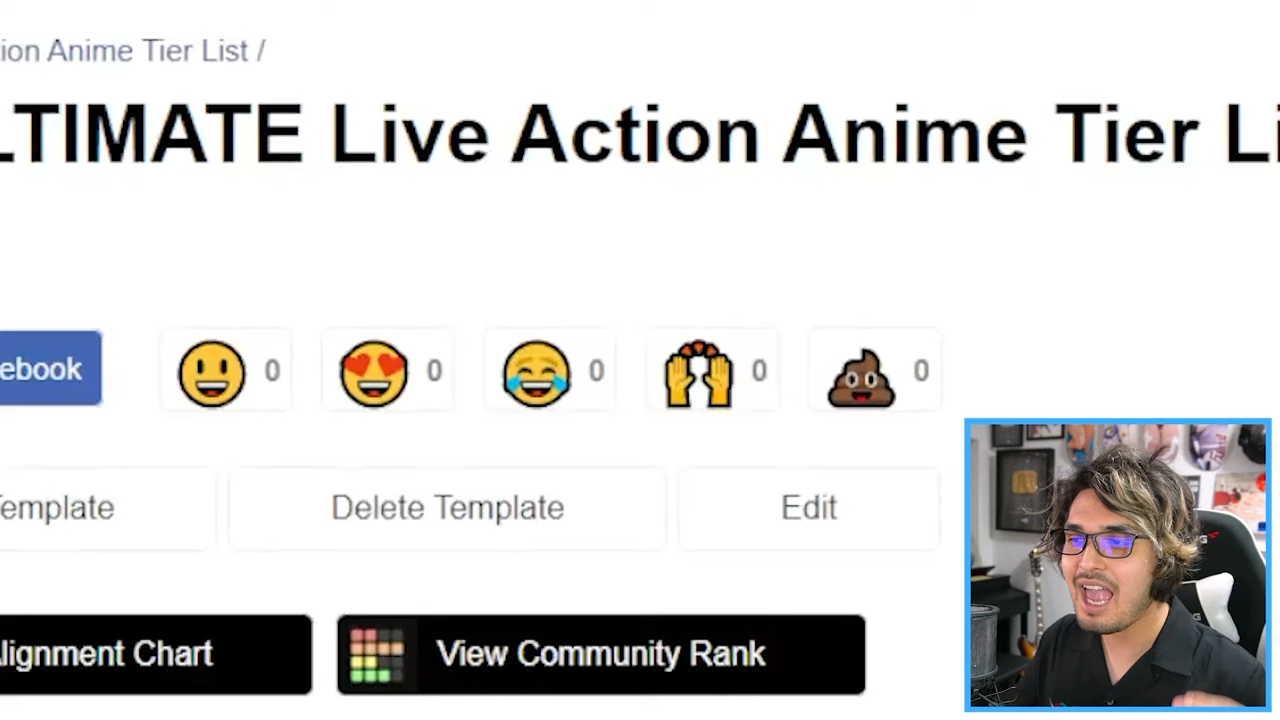 ion Anime Tier List /
LTIMATE Live Action Anime Tier Li
ebook
0
0
0
0
0
Template
Delete Template
Edit
lignment Chart
View Community Rank